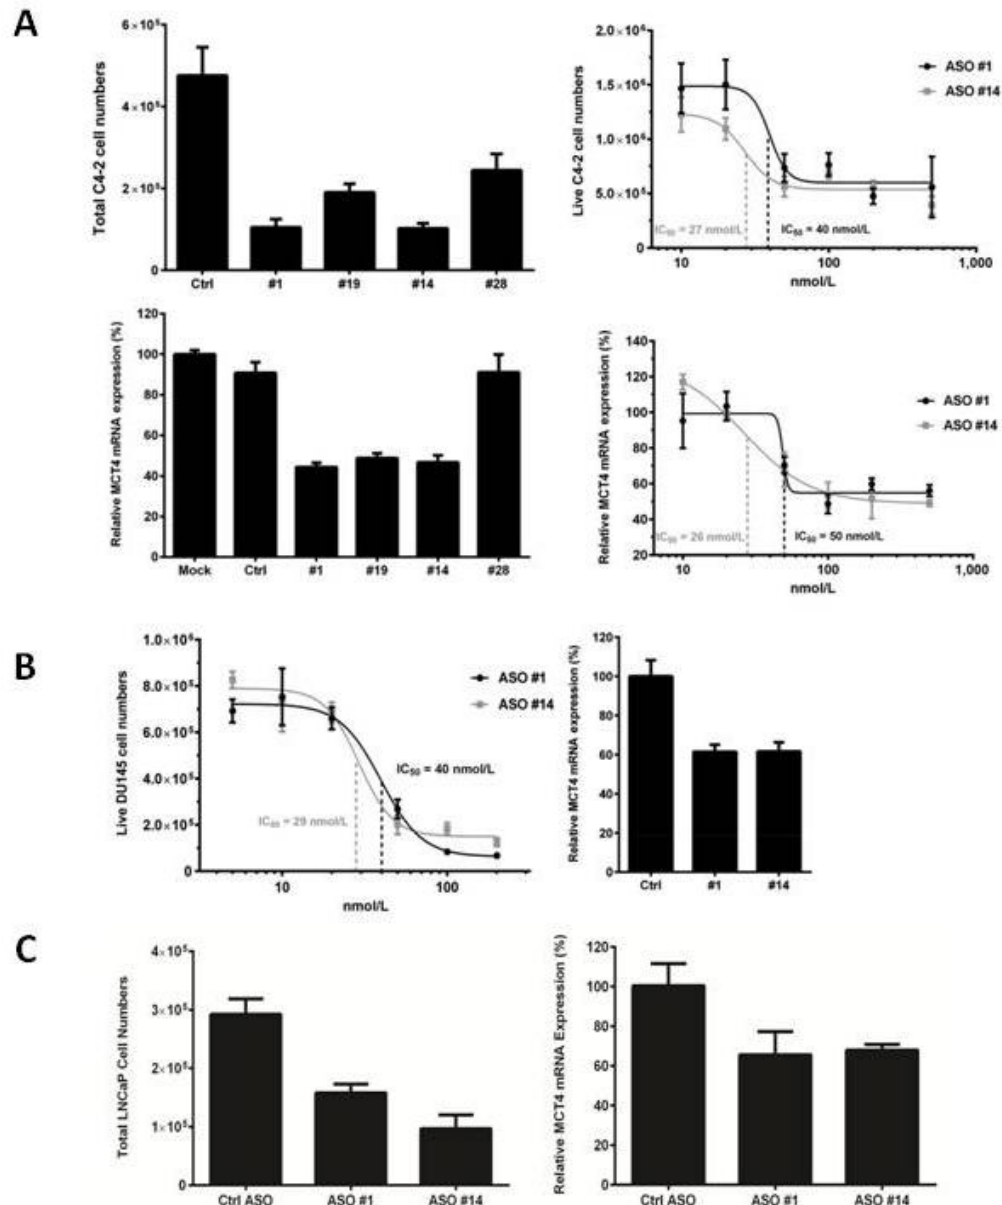 A
Total C4-2 cell numbers
6×10⁵
4×10⁵
2×10⁵
0
Ctrl #1 #19 #14 #28
Live C4-2 cell numbers
2.0×10⁶
1.5×10⁶
1.0×10⁶
5.0×10⁵
0
ASO #1
ASO #14
IC₅₀ = 27 nmol/L
IC₅₀ = 40 nmol/L
10 100 1,000
nmol/L
Relative MCT4 mRNA expression (%)
120
100
80
60
40
20
0
Mock Ctrl #1 #19 #14 #28
Relative MCT4 mRNA expression (%)
140
120
100
80
60
40
20
ASO #1
ASO #14
IC₅₀ = 26 nmol/L
IC₅₀ = 50 nmol/L
10 100 1,000
nmol/L
B
Live DU145 cell numbers
1.0×10⁶
8.0×10⁵
6.0×10⁵
4.0×10⁵
2.0×10⁵
0
ASO #1
ASO #14
IC₅₀ = 40 nmol/L
IC₅₀ = 29 nmol/L
10 100
nmol/L
Relative MCT4 mRNA expression (%)
120
100
80
60
40
20
0
Ctrl #1 #14
C
Total LNCaP Cell Numbers
4×10⁵
3×10⁵
2×10⁵
1×10⁵
0
Ctrl ASO ASO #1 ASO #14
Relative MCT4 mRNA Expression (%)
120
100
80
60
40
20
0
Ctrl ASO ASO #1 ASO #14